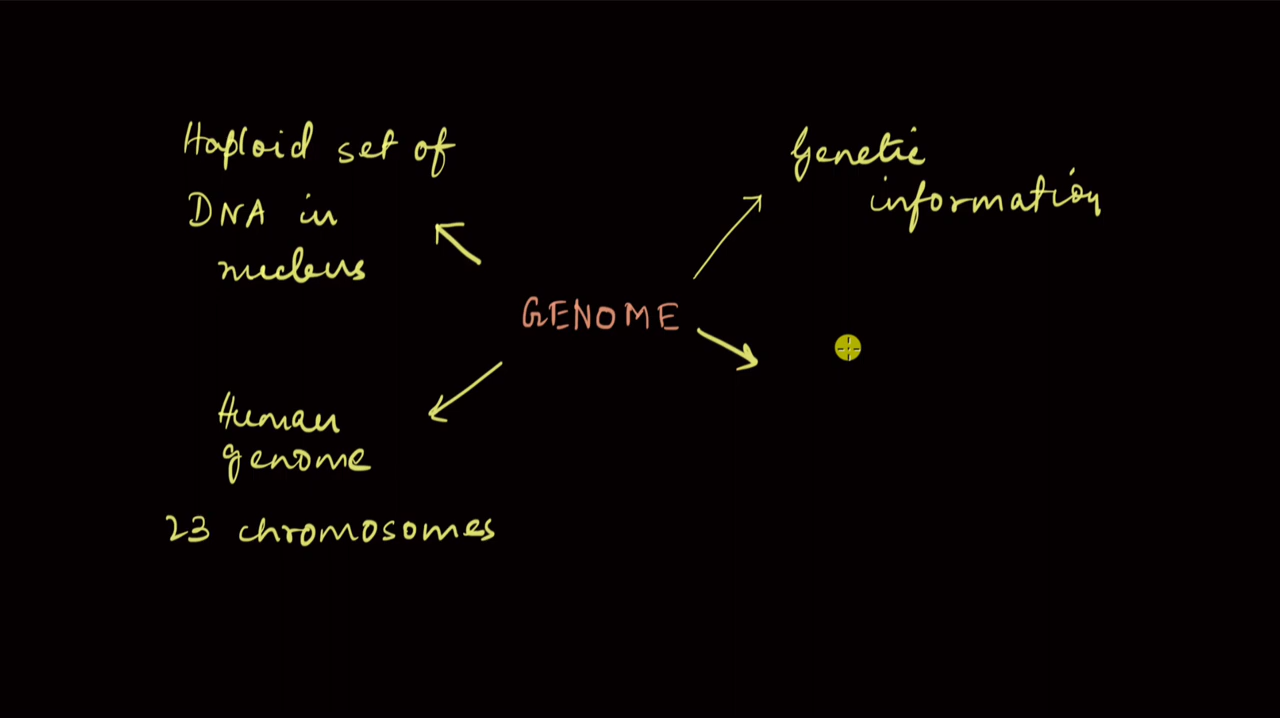 Haploid set of
DNA in
nucleus
Genetic
information
GENOME
Human
genome
23 chromosomes